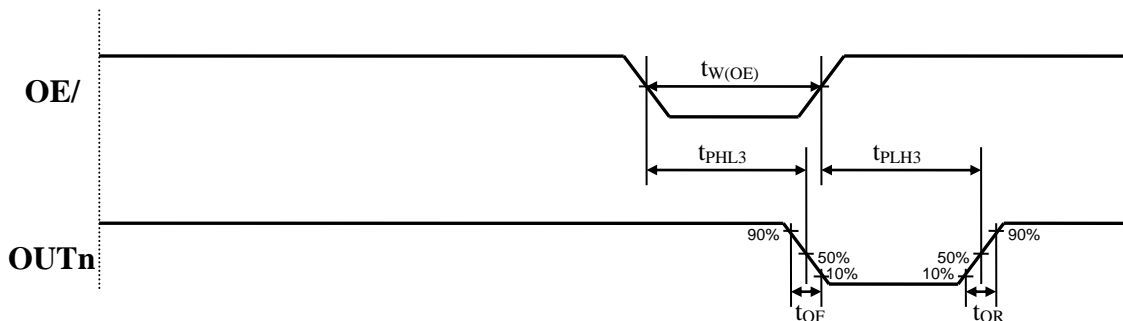 OE/
tW(OE)
tPHL3
tPLH3
OUTn
90%
50%
10%
50%
10%
90%
tOF
tOR